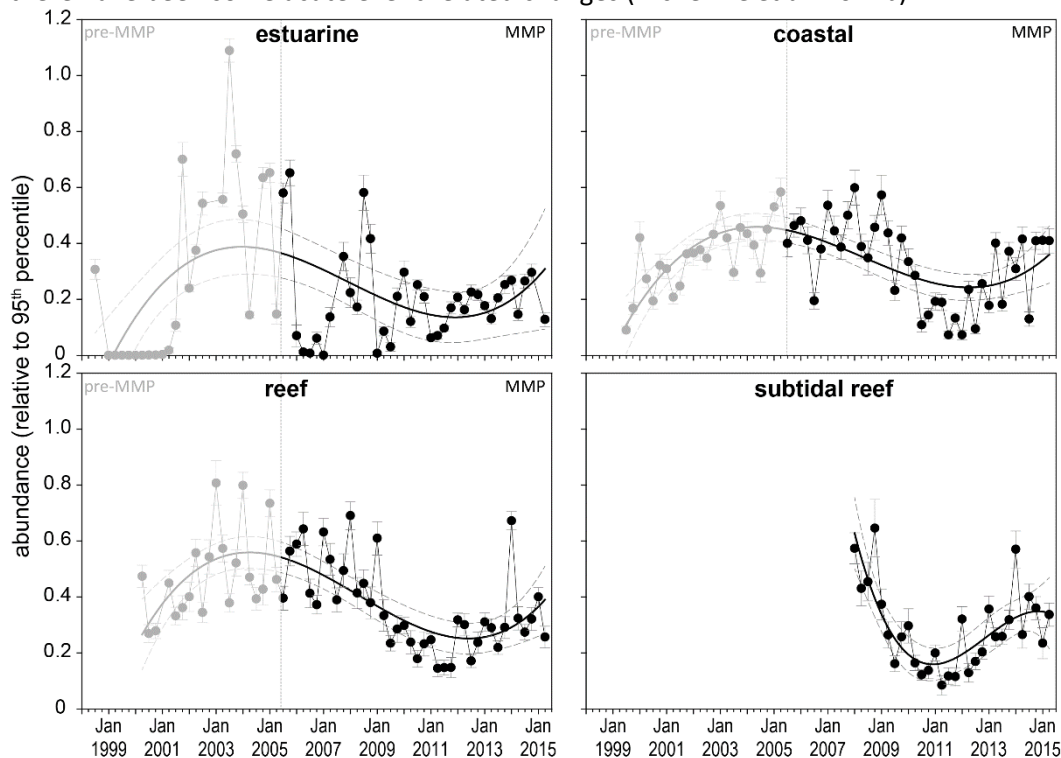 related changes
pre-MMP estuarine MMP
pre-MMP coastal MMP
1.2
1.0
0.8
0.6
0.4
0.2
0
pre-MMP reef MMP
subtidal reef
1.2
1.0
0.8
0.6
0.4
0.2
0
abundance (relative to 95th percentile)
Jan Jan Jan Jan Jan Jan Jan Jan Jan
1999 2001 2003 2005 2007 2009 2011 2013 2015
Jan Jan Jan Jan Jan Jan Jan Jan Jan
1999 2001 2003 2005 2007 2009 2011 2013 2015